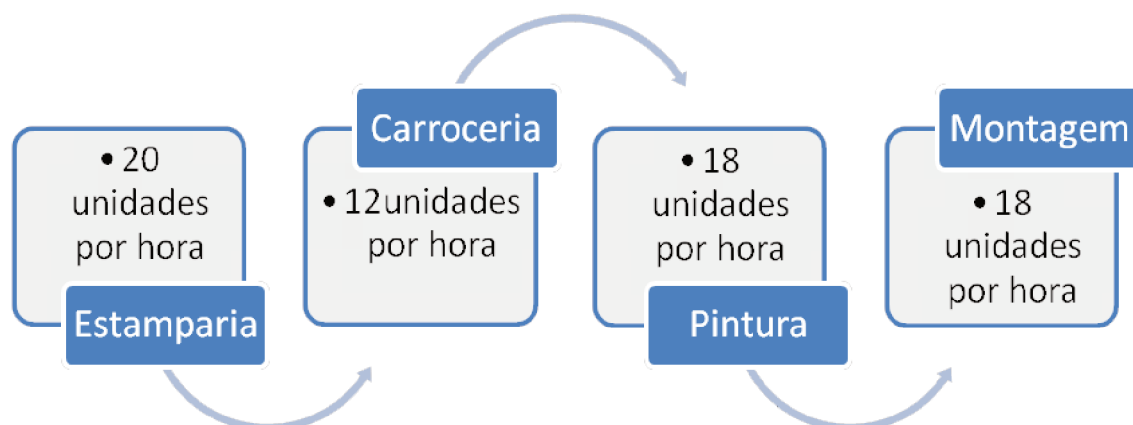 • 20
unidades
por hora
Estamparia
Carroceria
• 12unidades
por hora
• 18
unidades
por hora
Pintura
Montagem
• 18
unidades
por hora